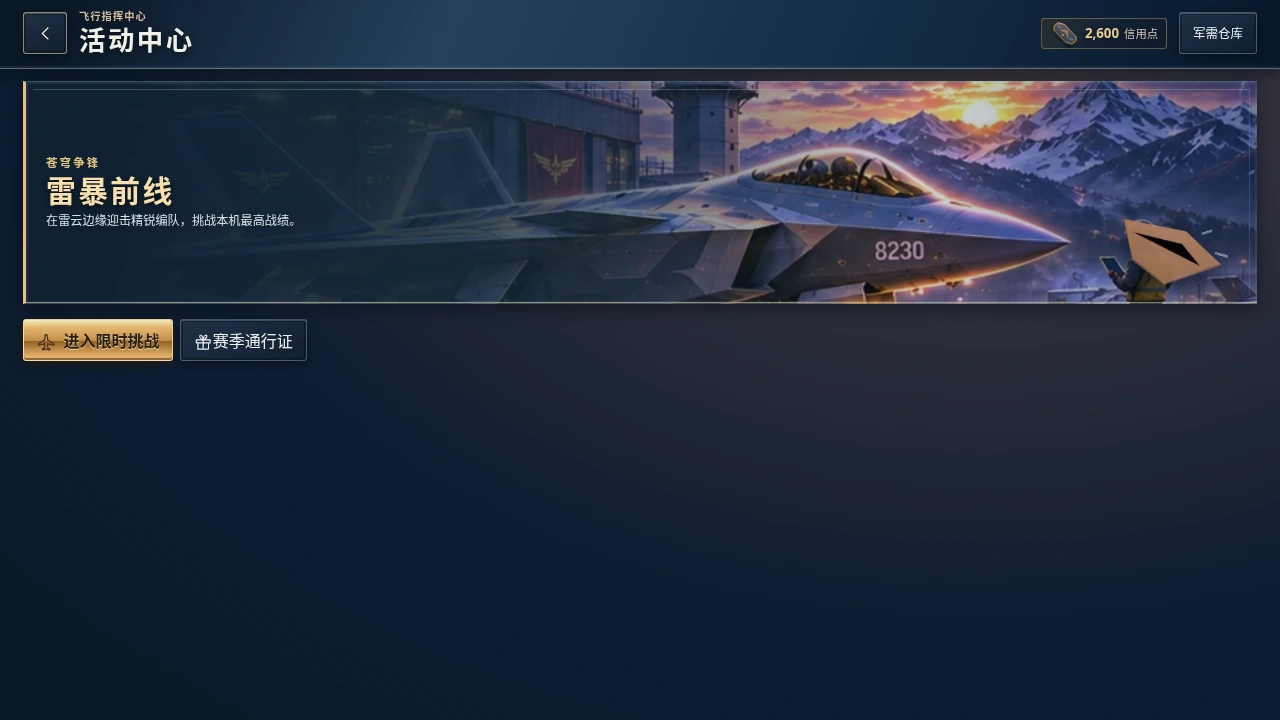 飞行指挥中心
活动中心
2,600 信用点
军需仓库
苍穹争锋
雷暴前线
在雷云边缘迎击精锐编队，挑战本机最高战绩。
8230
进入限时挑战
赛季通行证